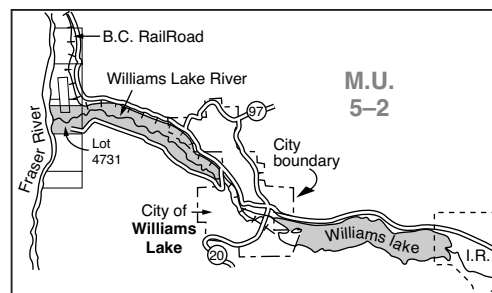 B.C. RailRoad
Williams Lake River
M.U.
5–2
97
Fraser River
Lot
4731
City
boundary
City of
Williams
Lake
20
Williams lake
I.R.